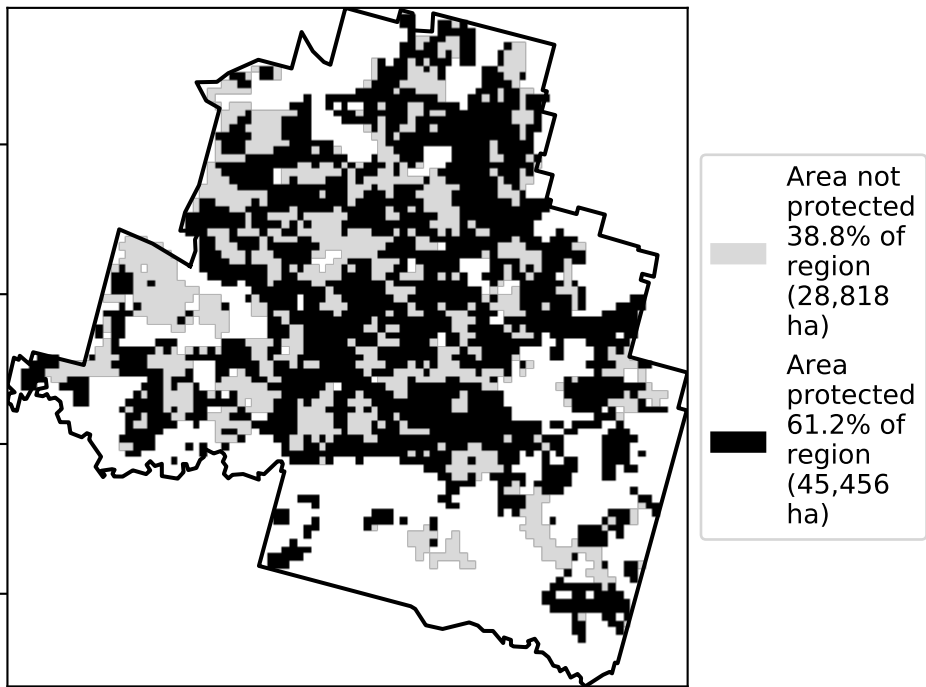 Area not
protected
38.8% of
region
(28,818
ha)
Area
protected
61.2% of
region
(45,456
ha)